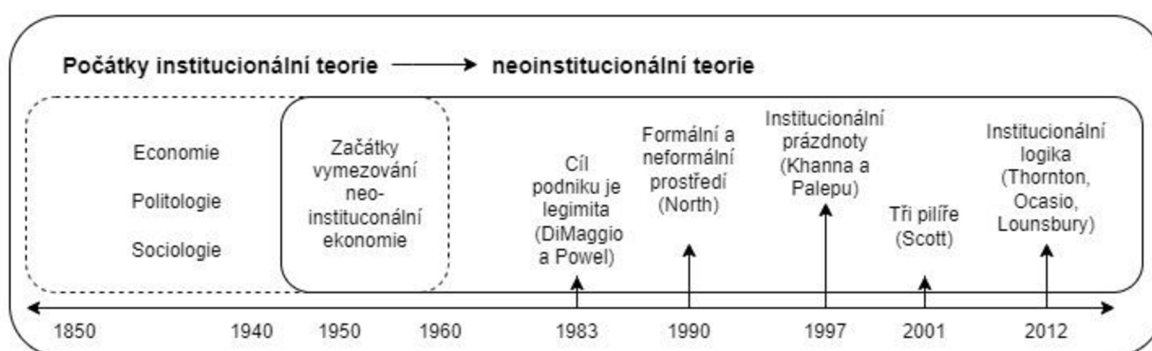 Počátky institucionální teorie
neoinstitucionální teorie
Economie
Politologie
Sociologie
Začátky
vymezování
neo-
instituconální
ekonomie
Cíl
podniku je
legimita
(DiMaggio
a Powel)
Formální a
neformální
prostředí
(North)
Institucionální
prázdnoty
(Khanna a
Palepu)
Tři pilíře
(Scott)
Institucionální
logika
(Thornton,
Ocasio,
Lounsbury)
1850
1940
1950
1960
1983
1990
1997
2001
2012